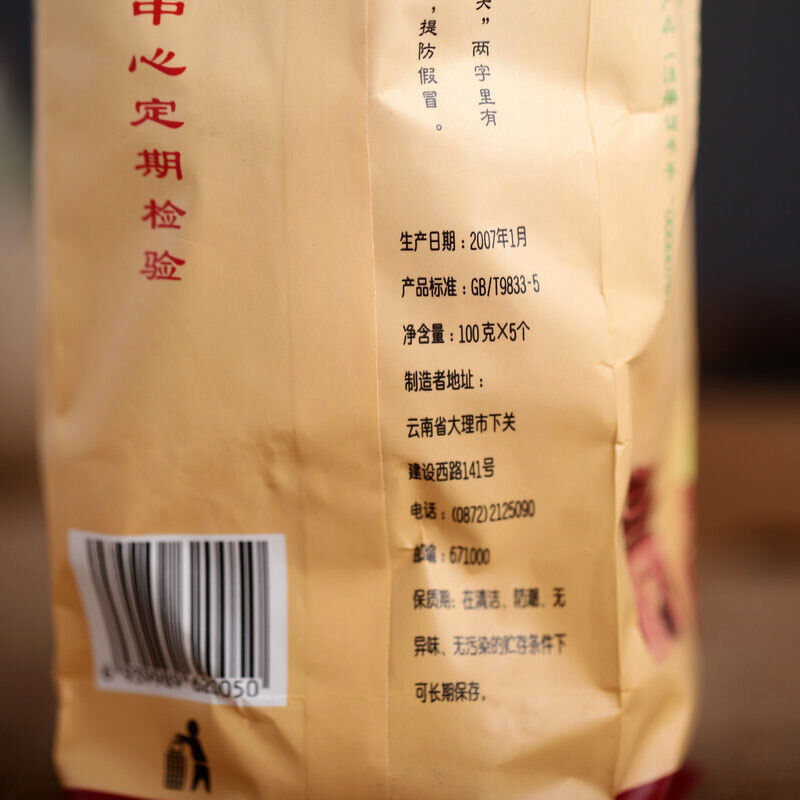 中心定期检验
关”两字里有
，提防假冒。
生产日期：2007年1月
产品标准：GB/T9833-5
净含量：100克×5个
制造者地址：
云南省大理市下关
建设西路141号
电话：(0872)2125090
邮编：671000
保质期：在清洁、防潮、无
异味、无污染的贮存条件下
可长期保存。